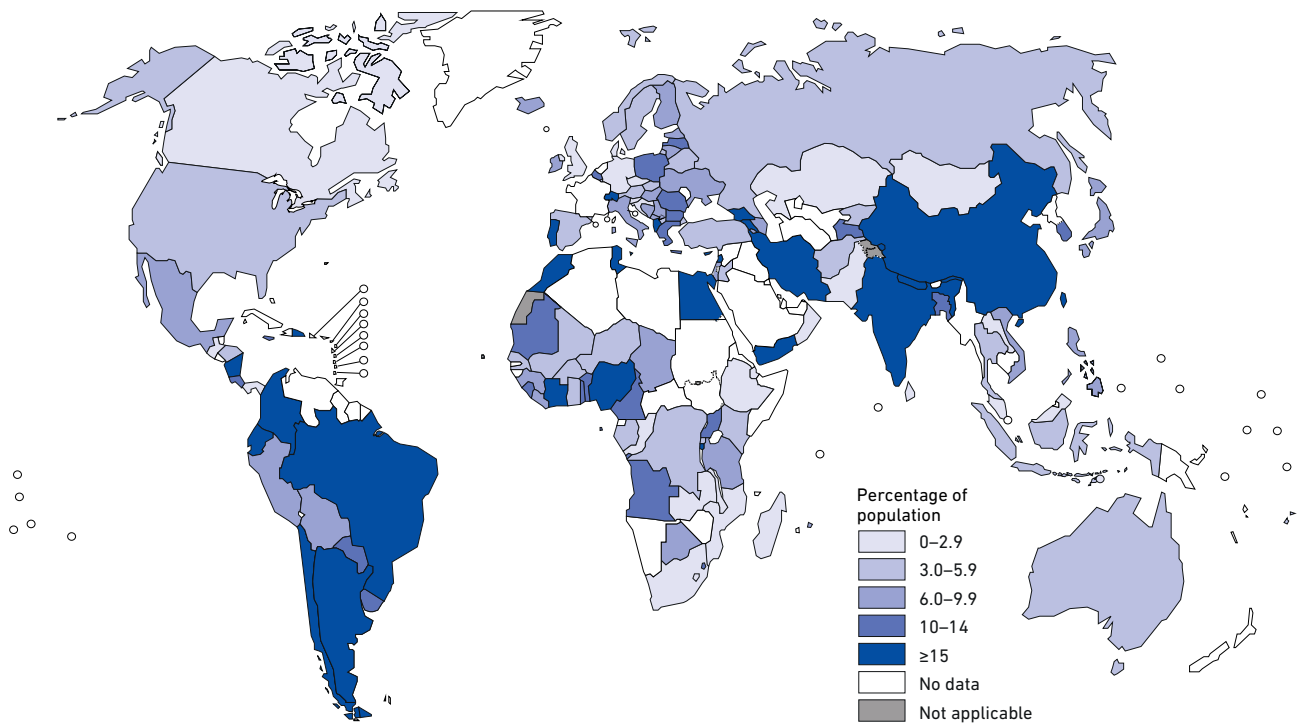 Percentage of
population
0–2.9
3.0–5.9
6.0–9.9
10–14
≥15
No data
Not applicable